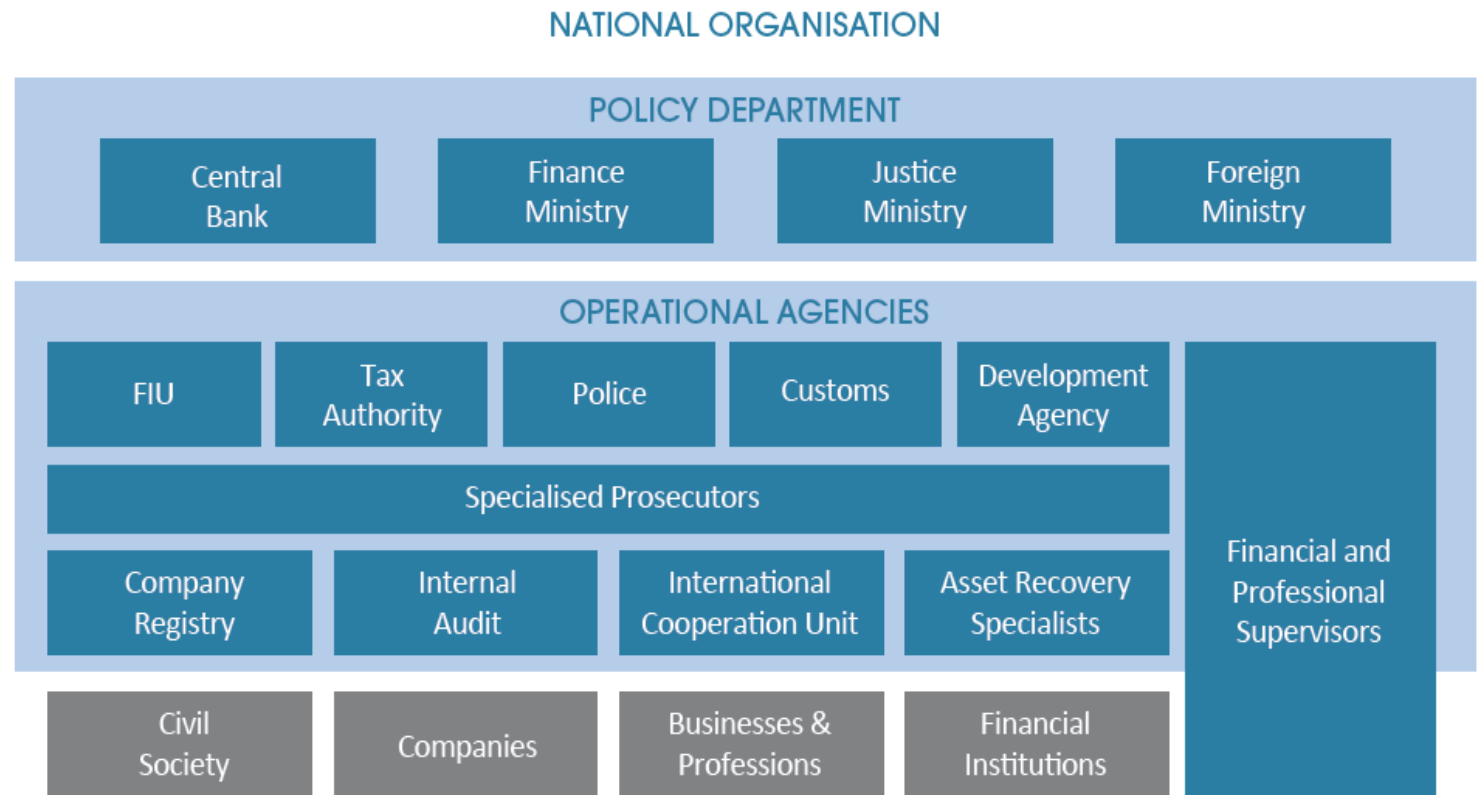 NATIONAL ORGANISATION
POLICY DEPARTMENT
Central
Bank
Finance
Ministry
Justice
Ministry
Foreign
Ministry
OPERATIONAL AGENCIES
FIU
Tax
Authority
Police
Customs
Development
Agency
Specialised Prosecutors
Company
Registry
Internal
Audit
International
Cooperation Unit
Asset Recovery
Specialists
Financial and
Professional
Supervisors
Civil
Society
Companies
Businesses &
Professions
Financial
Institutions